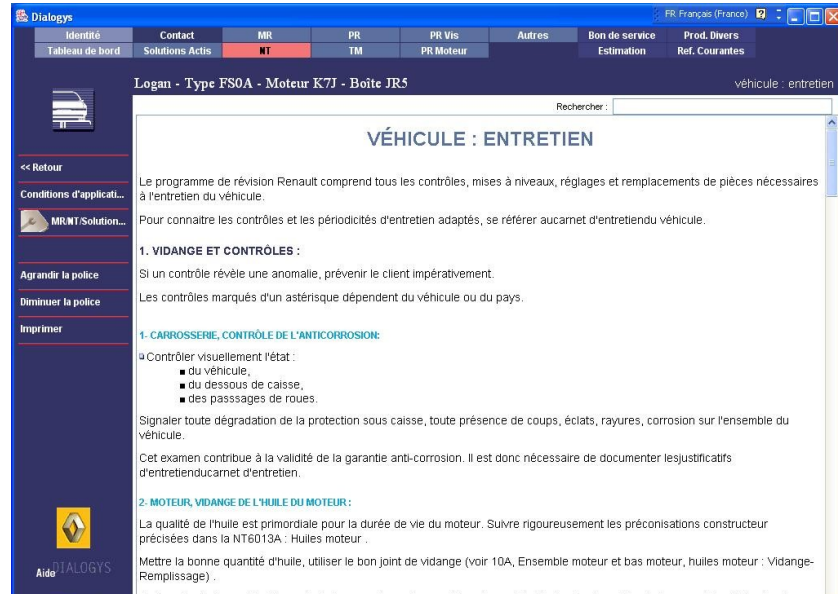 Dialogys
FR Français (France)
Identité Contact MR PR PR Vis Autres Bon de service Prod. Divers
Tableau de bord Solutions Actis NT TM PR Moteur Estimation Ref. Courantes
Logan - Type FS0A - Moteur K7J - Boîte JR5
véhicule : entretien
Rechercher :
<< Retour
Conditions d'applicati...
MR/NT/Solution...
Agrandir la police
Diminuer la police
Imprimer
Aide
DIALOGYS
VÉHICULE : ENTRETIEN
Le programme de révision Renault comprend tous les contrôles, mises à niveaux, réglages et remplacements de pièces nécessaires
à l'entretien du véhicule.
Pour connaitre les contrôles et les périodicités d'entretien adaptés, se référer aucarnet d'entretiendu véhicule.
1. VIDANGE ET CONTRÔLES :
Si un contrôle révèle une anomalie, prévenir le client impérativement.
Les contrôles marqués d'un astérisque dépendent du véhicule ou du pays.
1- CARROSSERIE, CONTRÔLE DE L'ANTICORROSION:
Contrôler visuellement l'état :
du véhicule,
du dessous de caisse,
des passsages de roues.
Signaler toute dégradation de la protection sous caisse, toute présence de coups, éclats, rayures, corrosion sur l'ensemble du
véhicule.
Cet examen contribue à la validité de la garantie anti-corrosion. Il est donc nécessaire de documenter lesjustificatifs
d'entretienducarnet d'entretien.
2- MOTEUR, VIDANGE DE L'HUILE DU MOTEUR :
La qualité de l'huile est primordiale pour la durée de vie du moteur. Suivre rigoureusement les préconisations constructeur
précisées dans la NT6013A : Huiles moteur .
Mettre la bonne quantité d'huile, utiliser le bon joint de vidange (voir 10A, Ensemble moteur et bas moteur, huiles moteur : Vidange-
Remplissage) .